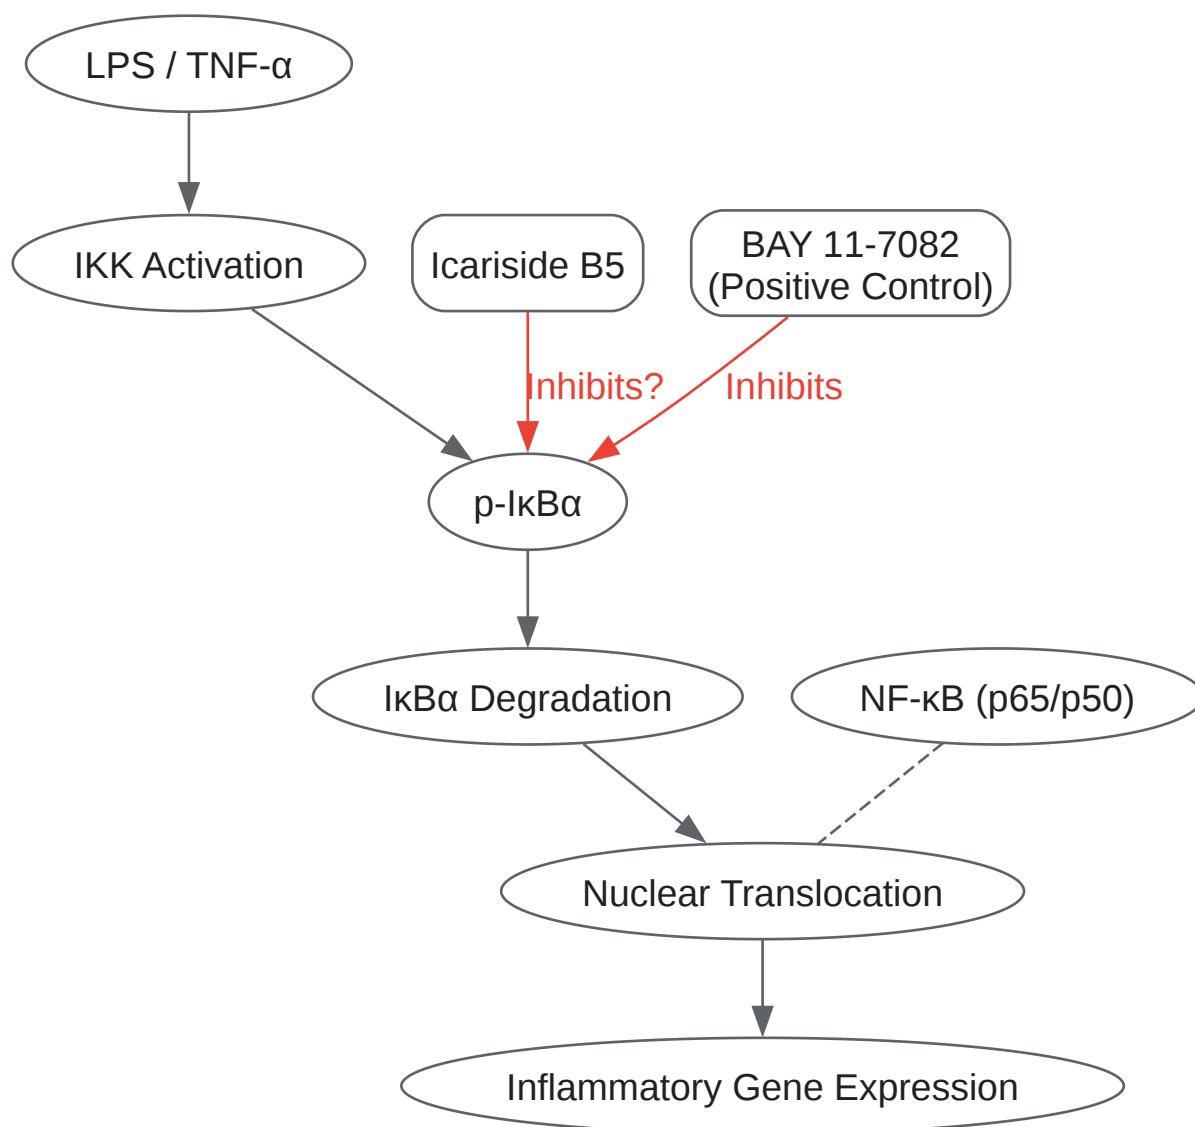 LPS / TNF-α
IKK Activation
Icariside B5
BAY 11-7082
(Positive Control)
Inhibits?
Inhibits
p-IκBα
IκBα Degradation
NF-κB (p65/p50)
Nuclear Translocation
Inflammatory Gene Expression